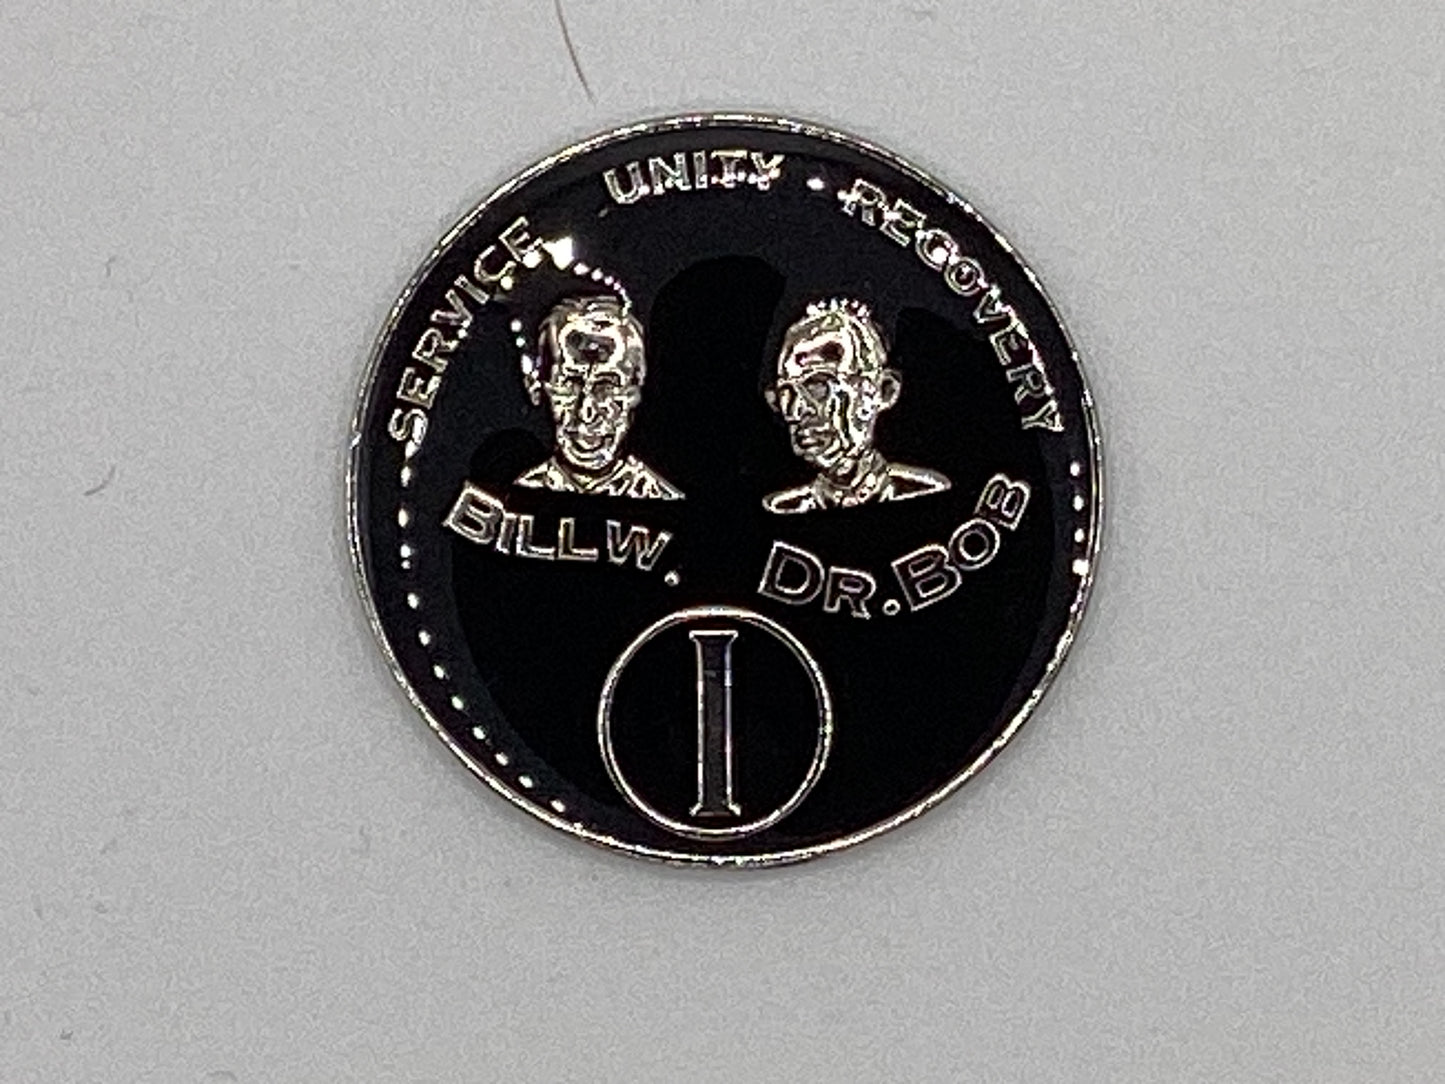 SERVICE UNITY · RECOVERY
BILL W.
DR. BOB
I